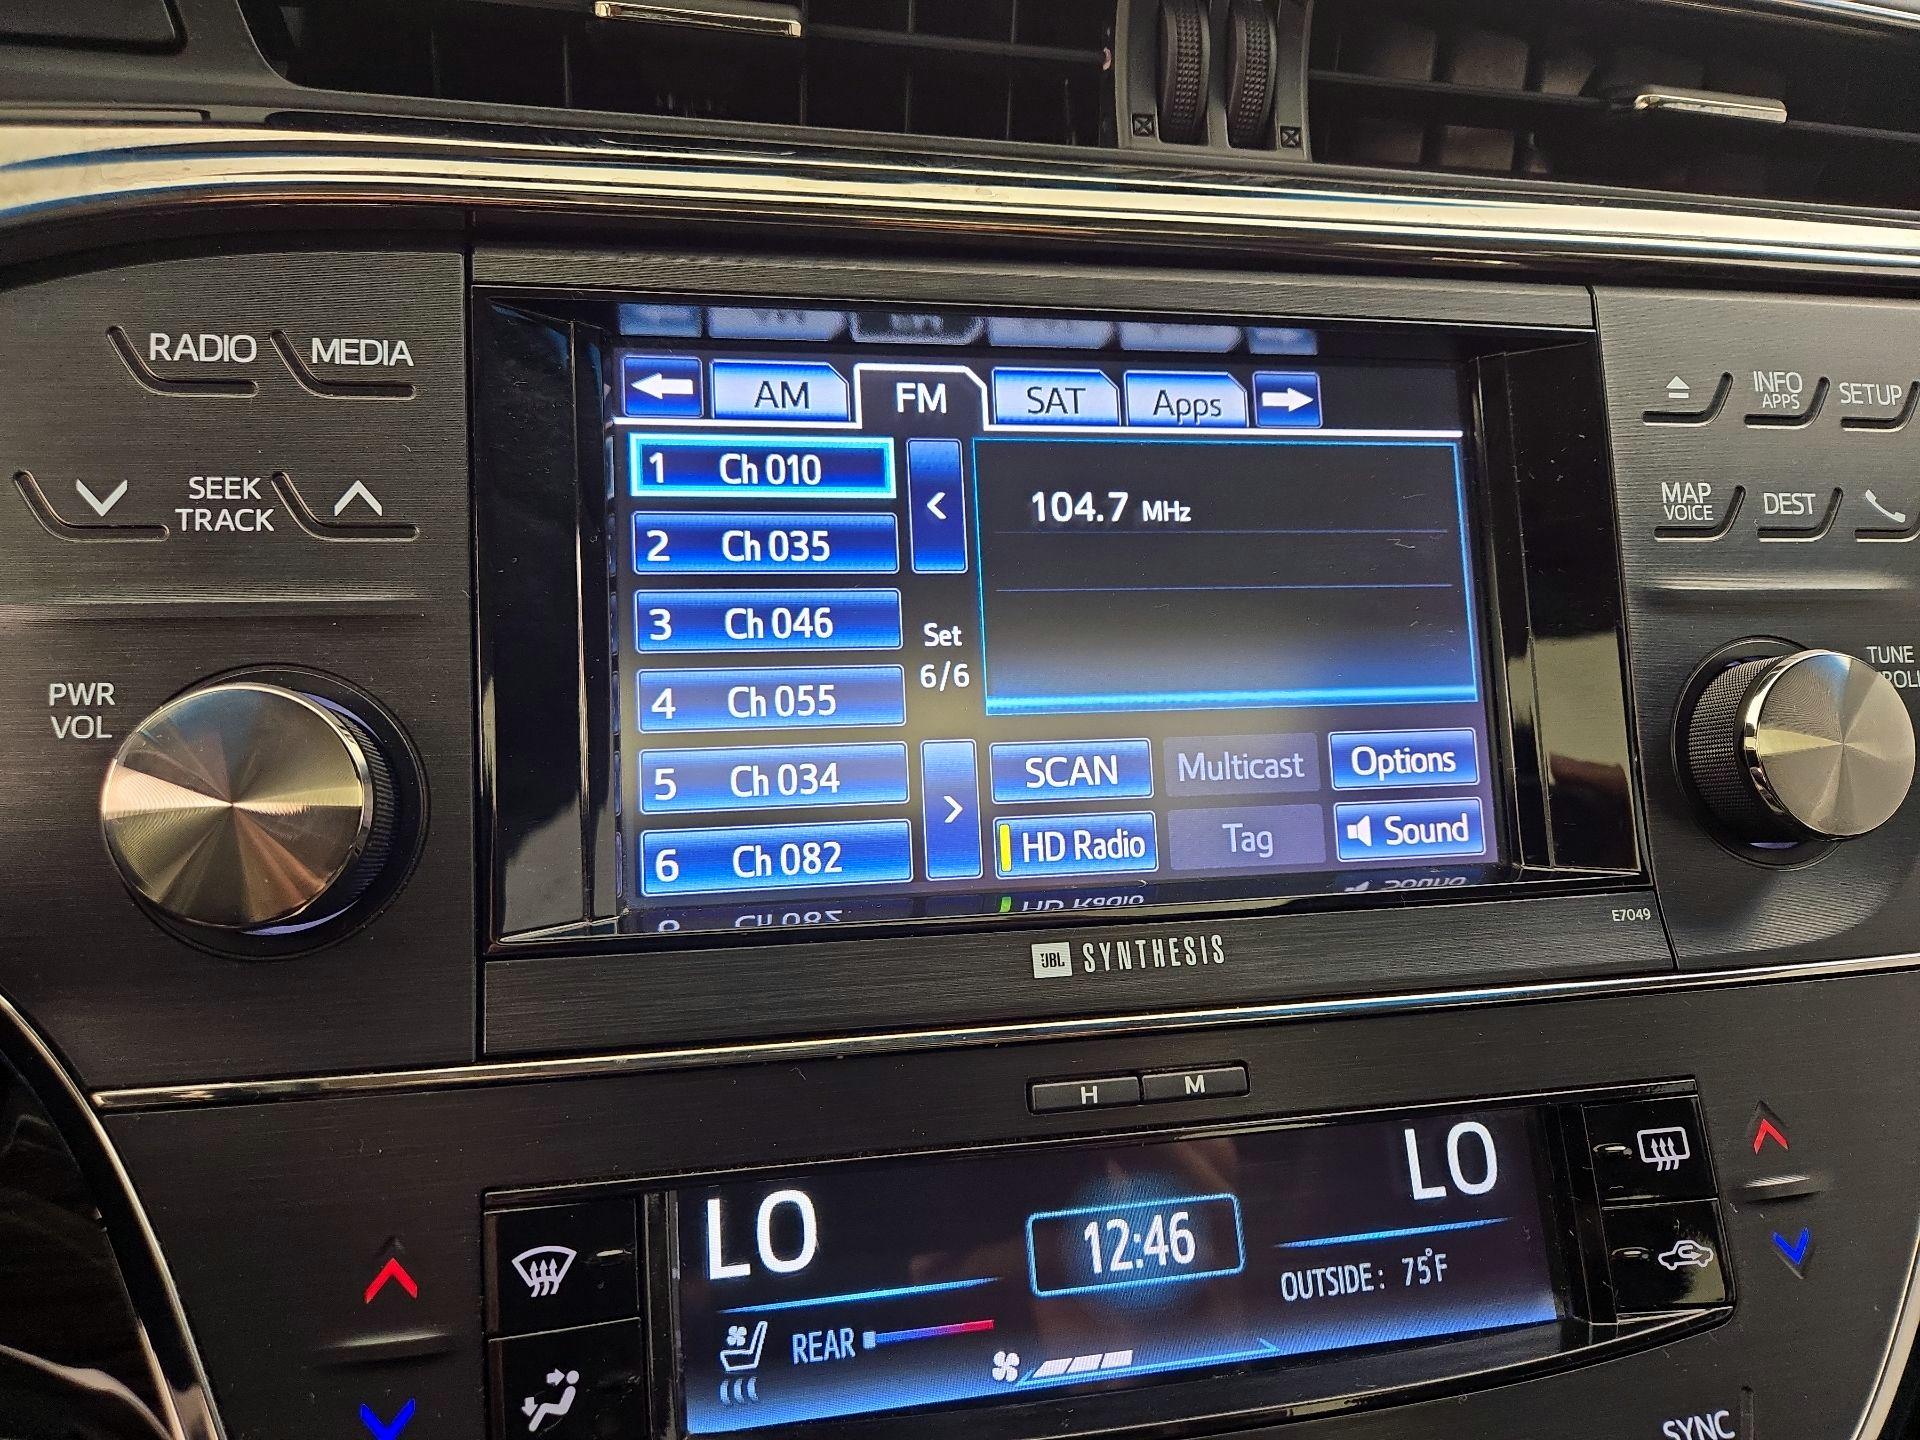 RADIO
MEDIA
SEEK
TRACK
PWR
VOL
AM
FM
SAT
Apps
1 Ch 010
2 Ch 035
3 Ch 046
4 Ch 055
5 Ch 034
6 Ch 082
<
Set
6/6
>
104.7 MHz
SCAN
Multicast
Options
HD Radio
Tag
Sound
INFO
APPS
SETUP
MAP
VOICE
DEST
TUNE
E7049
JBL SYNTHESIS
H
M
LO
12:46
LO
OUTSIDE: 75°F
REAR
SYNC